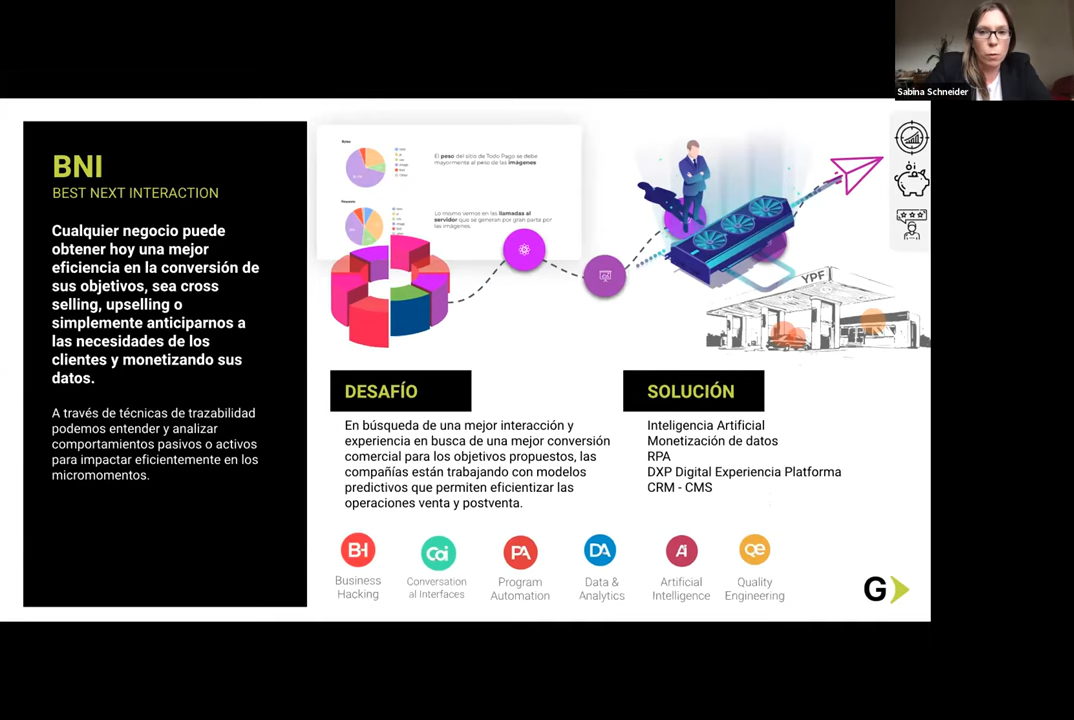 Sabina Schneider
BNI
BEST NEXT INTERACTION
Cualquier negocio puede
obtener hoy una mejor
eficiencia en la conversión de
sus objetivos, sea cross
selling, upselling o
simplemente anticiparnos a
las necesidades de los
clientes y monetizando sus
datos.
A través de técnicas de trazabilidad
podemos entender y analizar
comportamientos pasivos o activos
para impactar eficientemente en los
micromomentos.
El peso del sitio de Todo Pago se debe
mayormente al peso de las imágenes
Lo mismo vemos en las llamadas al
servidor que se generan por gran parte por
las imágenes.
YPF
DESAFÍO
En búsqueda de una mejor interacción y
experiencia en busca de una mejor conversión
comercial para los objetivos propuestos, las
compañías están trabajando con modelos
predictivos que permiten eficientizar las
operaciones venta y postventa.
SOLUCIÓN
Inteligencia Artificial
Monetización de datos
RPA
DXP Digital Experiencia Platforma
CRM - CMS
BH
Business
Hacking
Coi
Conversation
al Interfaces
PA
Program
Automation
DA
Data &
Analytics
AI
Artificial
Intelligence
QE
Quality
Engineering
G